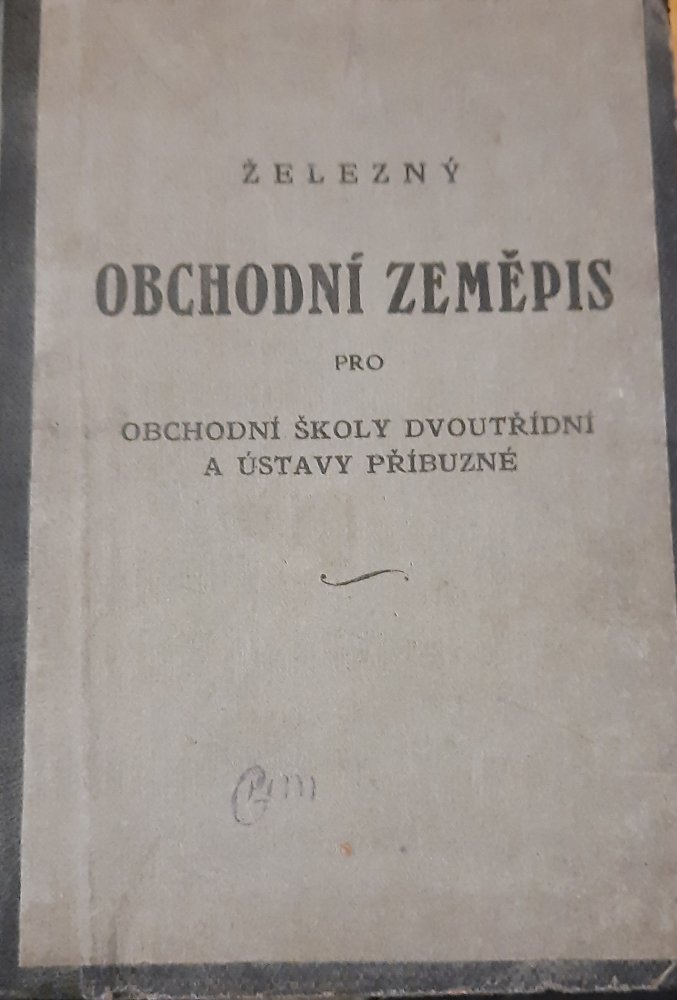 ŽELEZNÝ
OBCHODNÍ ZEMĚPIS
PRO
OBCHODNÍ ŠKOLY DVOUTŘÍDNÍ
A ÚSTAVY PŘÍBUZNÉ